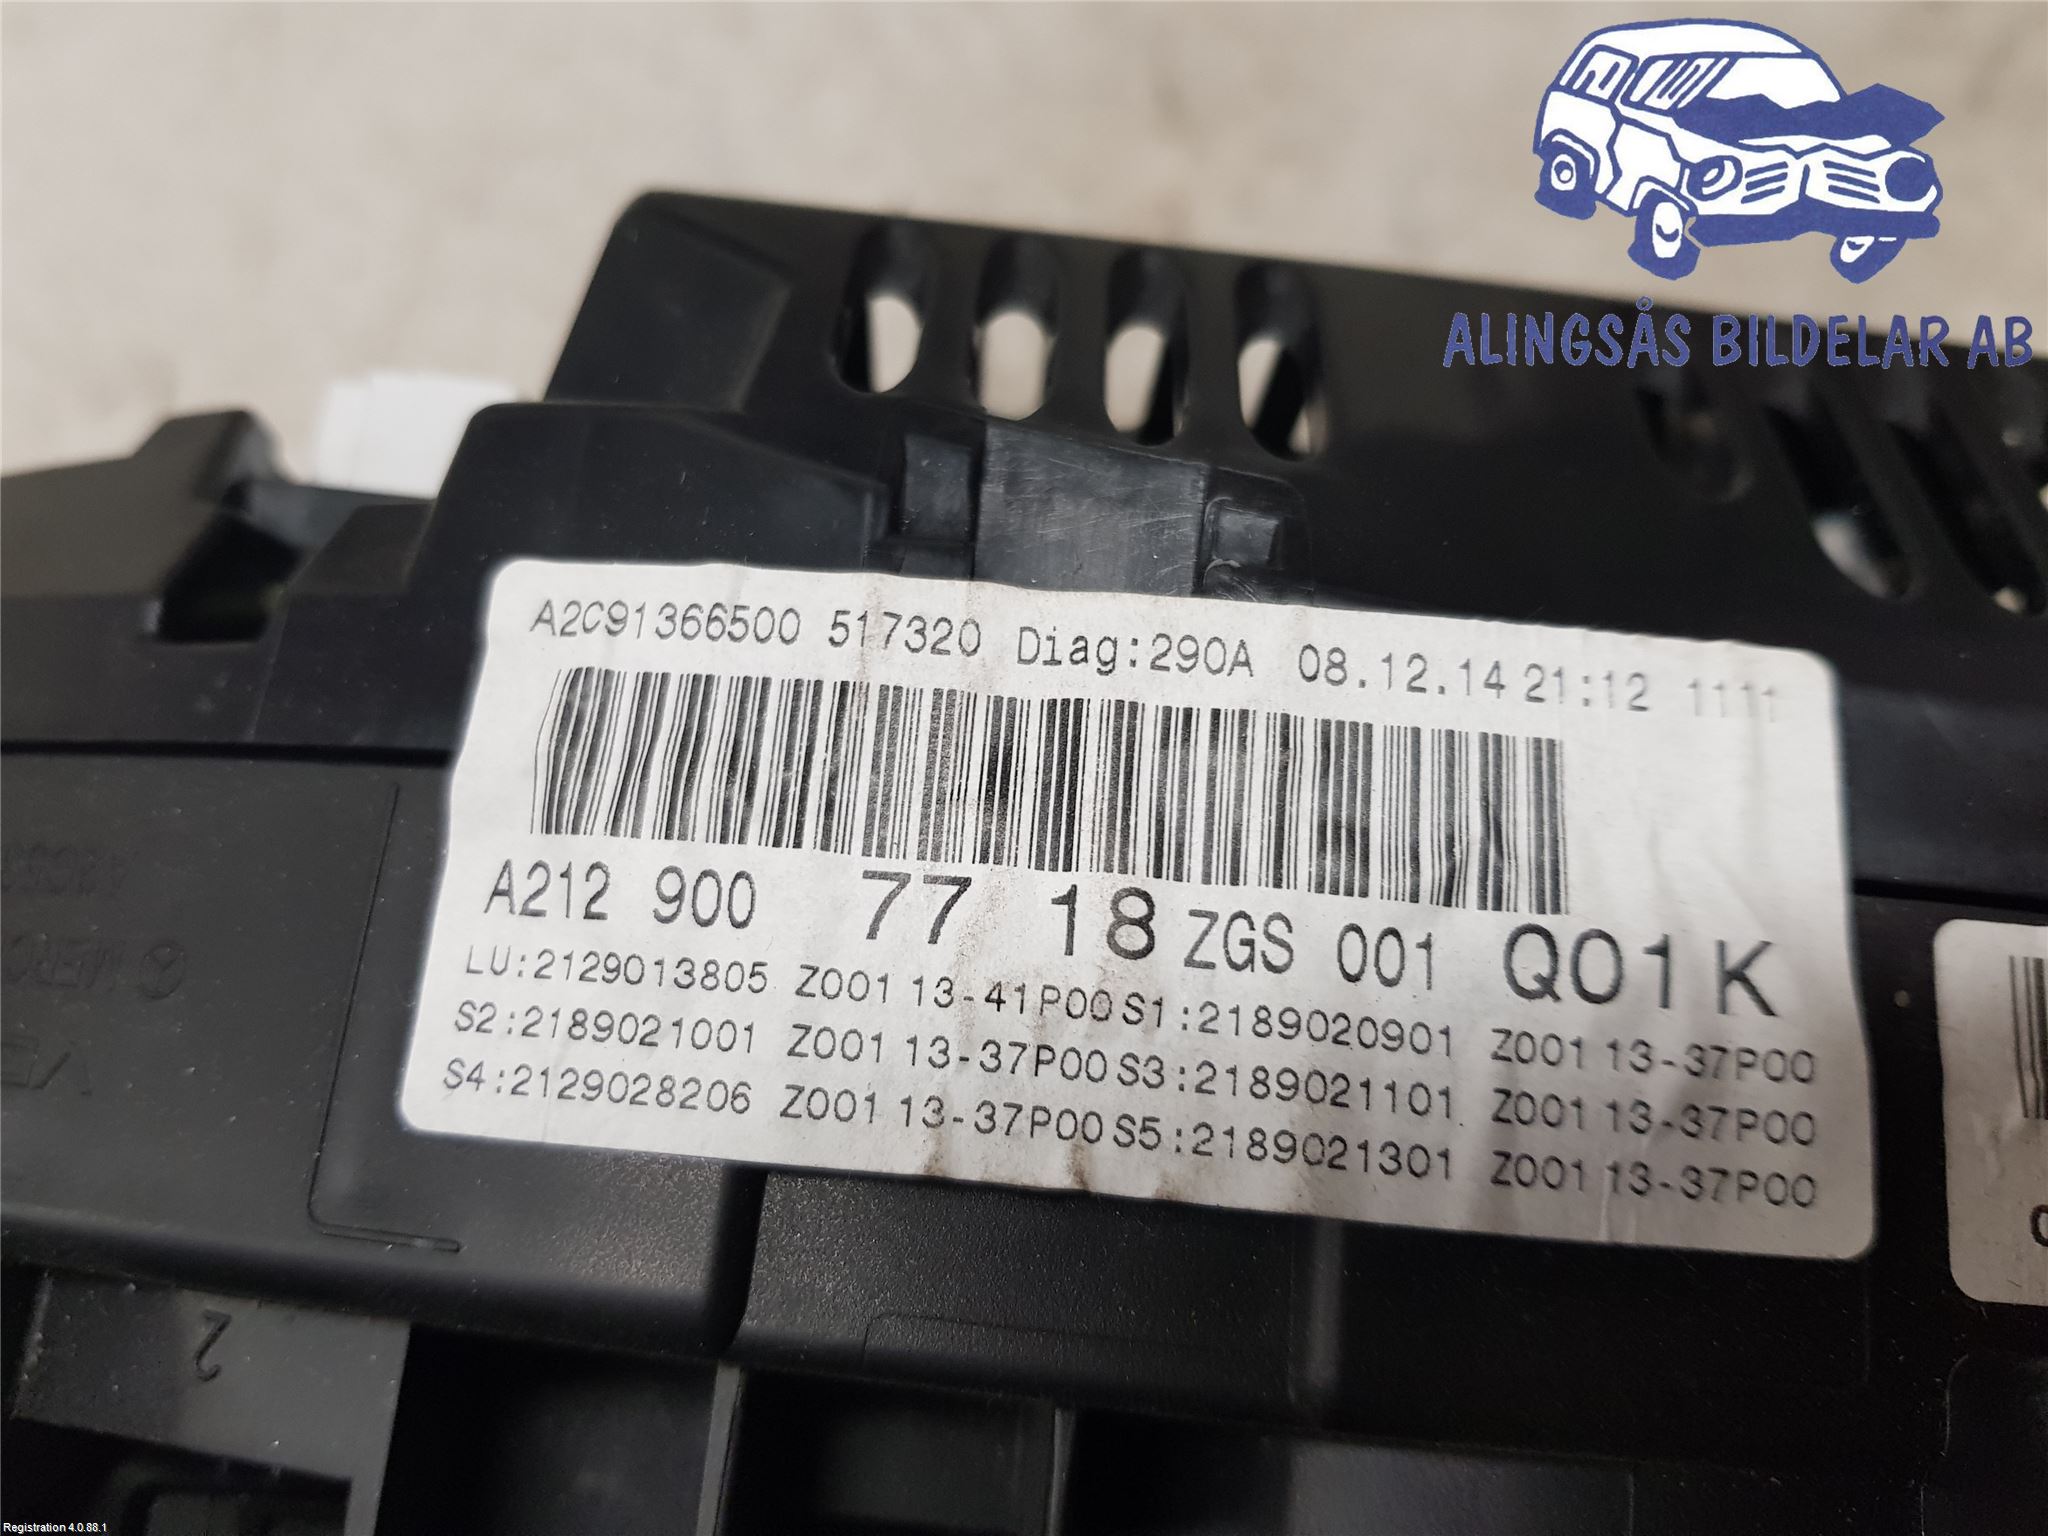 ALINGSÅS BILDELAR AB
A2C91366500 517320 Diag:290A 08.12.14 21:12 1111
A212 900 77 18 ZGS 001 Q01K
LU:2129013805 Z001 13-41P00 S1:2189020901 Z001 13-37P00
S2:2189021001 Z001 13-37P00 S3:2189021101 Z001 13-37P00
S4:2129028206 Z001 13-37P00 S5:2189021301 Z001 13-37P00
2
Registration 4.0.88.1